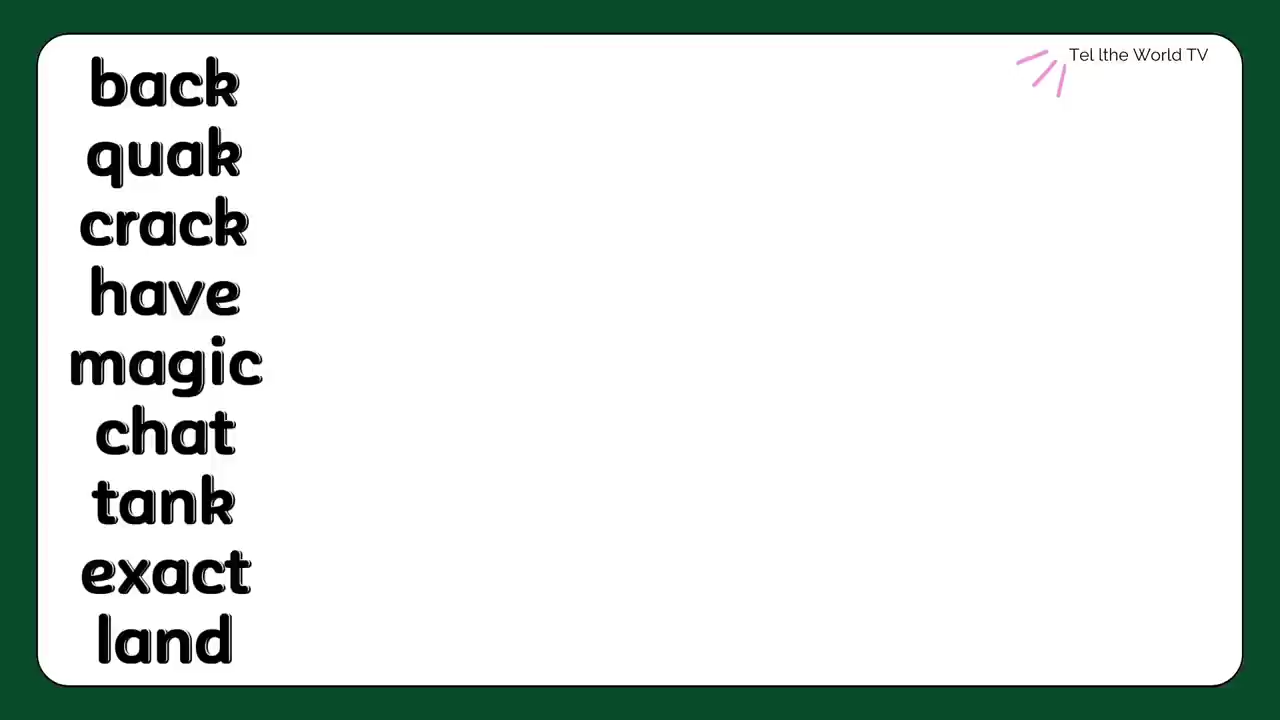 Tel lthe World TV
back
quak
crack
have
magic
chat
tank
exact
land